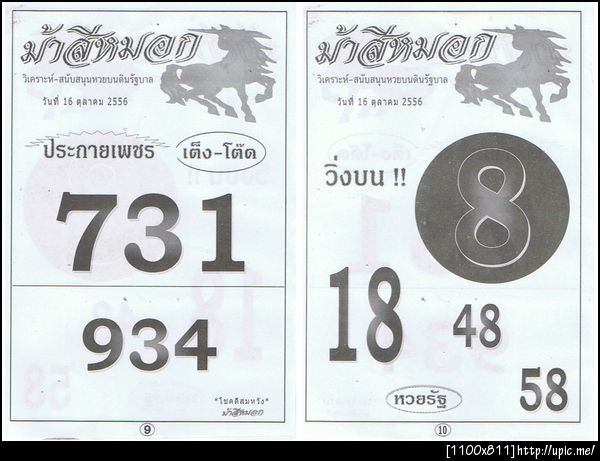 ม้าสีหมอก
วิเคราะห์-สนับสนุนหวยบนดินรัฐบาล
วันที่ 16 ตุลาคม 2556
ประกายเพชร
เต็ง-โต๊ด
731
934
"โชคดีสมหวัง"
ม้าสีหมอก
9
ม้าสีหมอก
วิเคราะห์-สนับสนุนหวยบนดินรัฐบาล
วันที่ 16 ตุลาคม 2556
วิ่งบน !!
8
18
48
58
หวยรัฐ
10
[1100x811]http://upic.me/